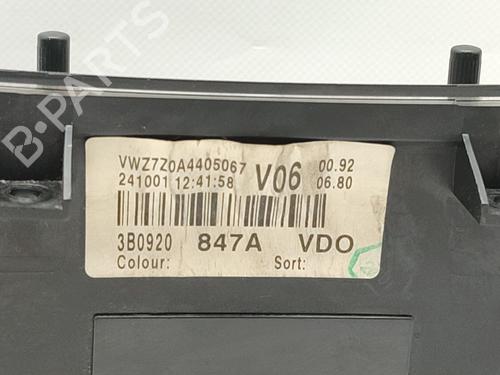 VWZ7Z0A4405067 V06 00.92
241001 12:41:58 06.80
3B0920 847A VDO
Colour: Sort:
B-PARTS